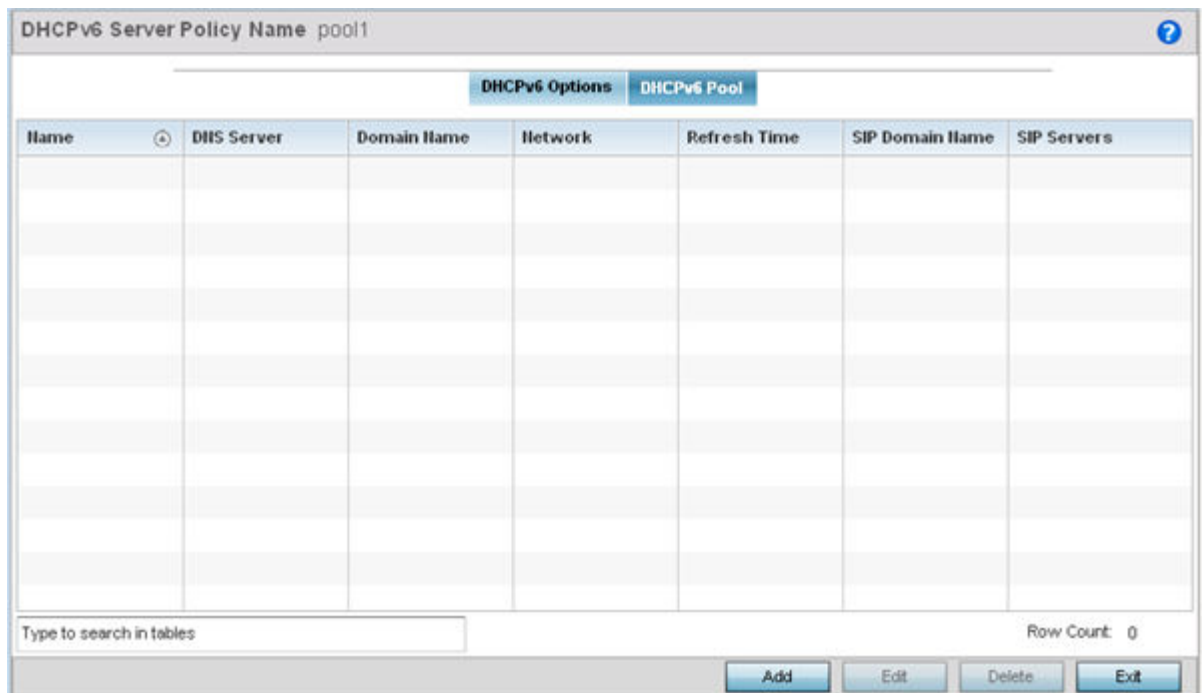 DHCPv6 Server Policy Name pool1
?
DHCPv6 Options DHCPv6 Pool
Name DNS Server Domain Name Network Refresh Time SIP Domain Name SIP Servers
Type to search in tables Row Count: 0
Add Edit Delete Exit